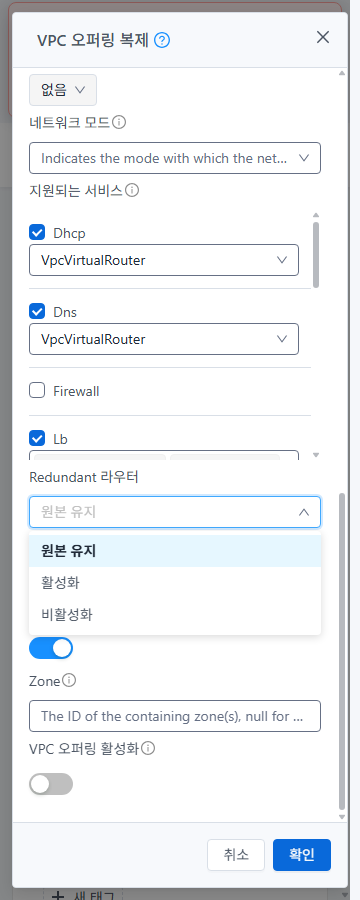 VPC 오퍼링 복제
없음
네트워크 모드
Indicates the mode with which the net...
지원되는 서비스
Dhcp
VpcVirtualRouter
Dns
VpcVirtualRouter
Firewall
Lb
Redundant 라우터
원본 유지
원본 유지
활성화
비활성화
Zone
The ID of the containing zone(s), null for ...
VPC 오퍼링 활성화
취소 확인
새 태그